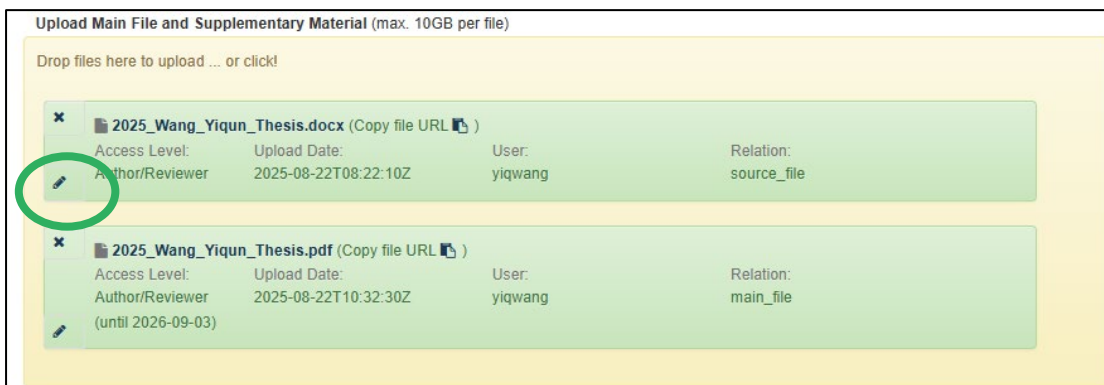 Upload Main File and Supplementary Material (max. 10GB per file)
Drop files here to upload ... or click!
2025_Wang_Yiqun_Thesis.docx (Copy file URL )
Access Level: Upload Date: User: Relation:
Author/Reviewer 2025-08-22T08:22:10Z yiqwang source_file
2025_Wang_Yiqun_Thesis.pdf (Copy file URL )
Access Level: Upload Date: User: Relation:
Author/Reviewer 2025-08-22T10:32:30Z yiqwang main_file
(until 2026-09-03)